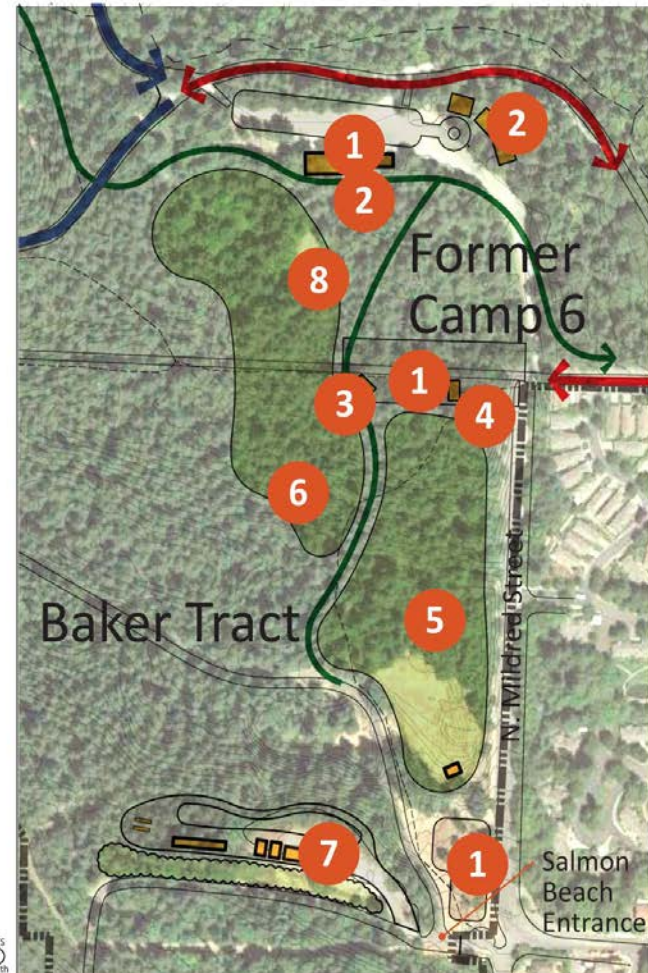 1
2
2
8
Former
Camp 6
1
3
4
6
N. Mildred Street
5
Baker Tract
7
1
Salmon
Beach
Entrance
s
th